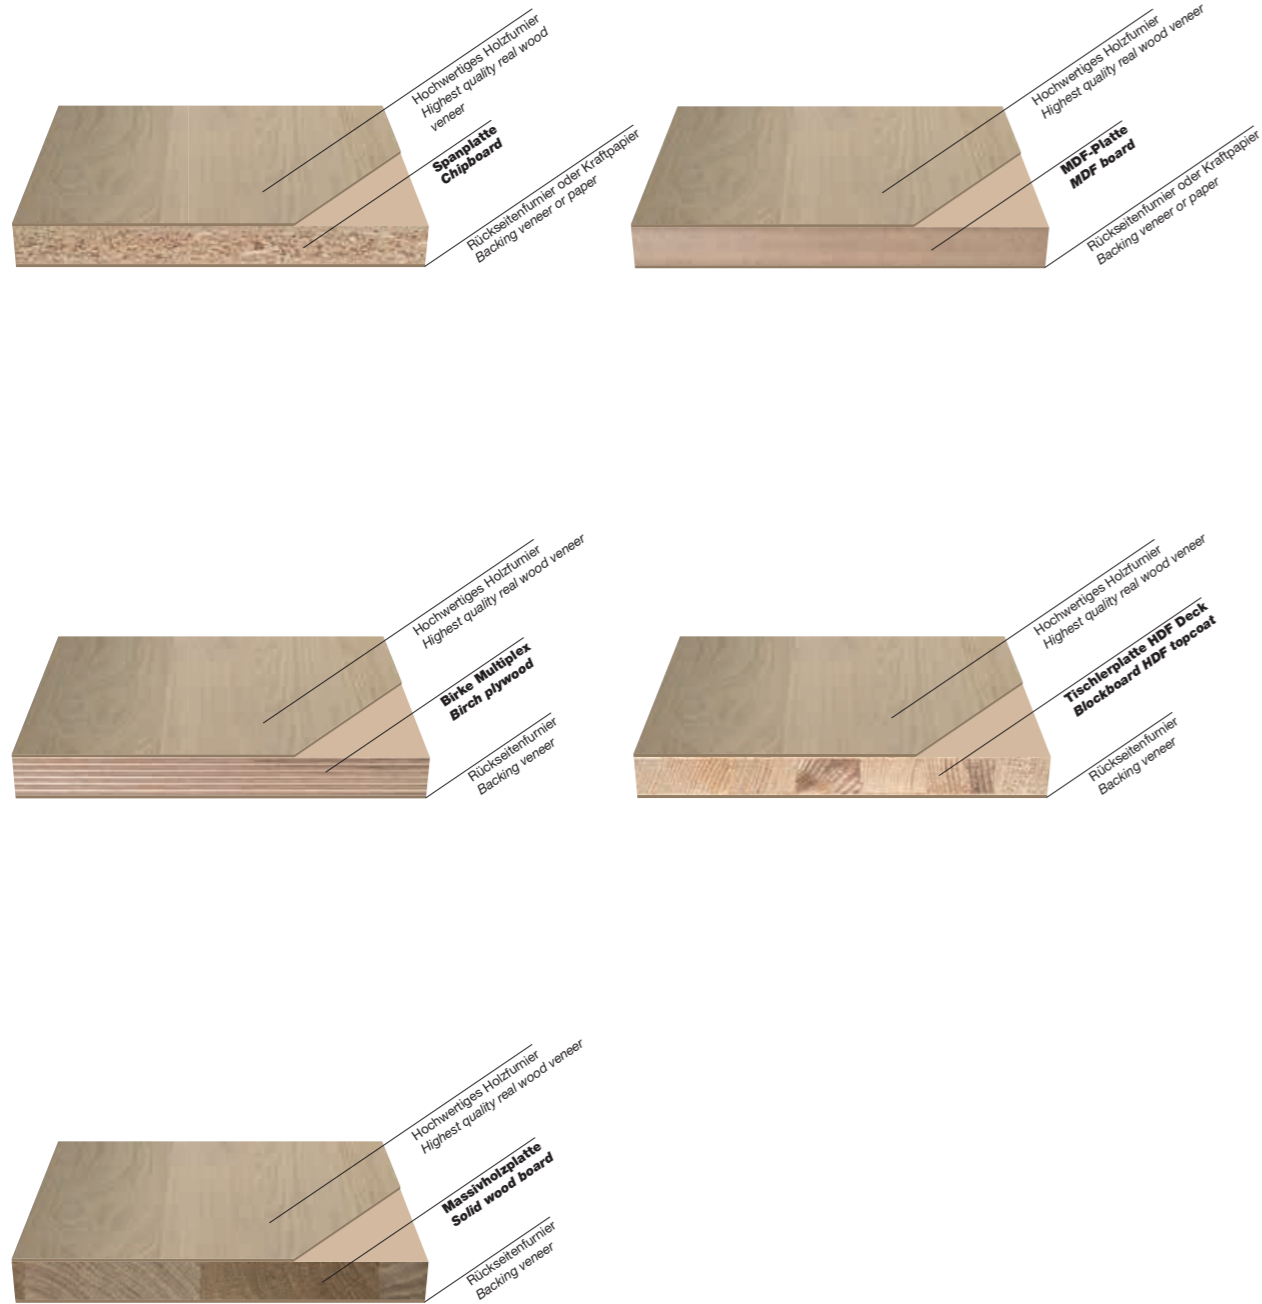 Hochwertiges Holzfurnier
Highest quality real wood
veneer
Spanplatte
Chipboard
Rückseitenfurnier oder Kraftpapier
Backing veneer or paper
Hochwertiges Holzfurnier
Highest quality real wood veneer
MDF-Platte
MDF board
Rückseitenfurnier oder Kraftpapier
Backing veneer or paper
Hochwertiges Holzfurnier
Highest quality real wood veneer
Birke Multiplex
Birch plywood
Rückseitenfurnier
Backing veneer
Hochwertiges Holzfurnier
Highest quality real wood veneer
Tischlerplatte HDF Deck
Blockboard HDF topcoat
Rückseitenfurnier
Backing veneer
Hochwertiges Holzfurnier
Highest quality real wood veneer
Massivholzplatte
Solid wood board
Rückseitenfurnier
Backing veneer